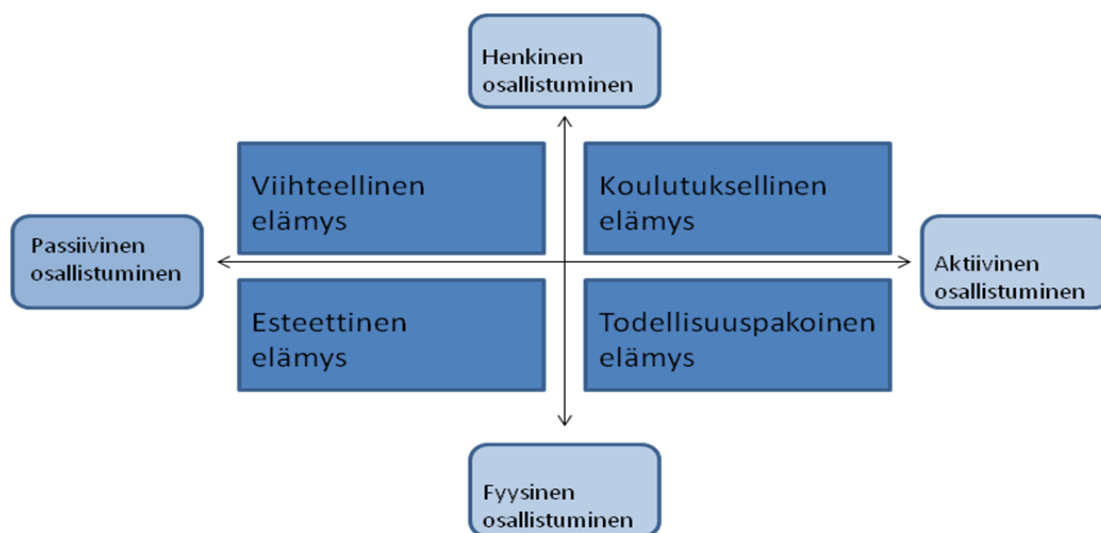 Henkinen
osallistuminen
Viihteellinen
elämys
Koulutuksellinen
elämys
Passiivinen
osallistuminen
Aktiivinen
osallistuminen
Esteettinen
elämys
Todellisuuspakoinen
elämys
Fyysinen
osallistuminen